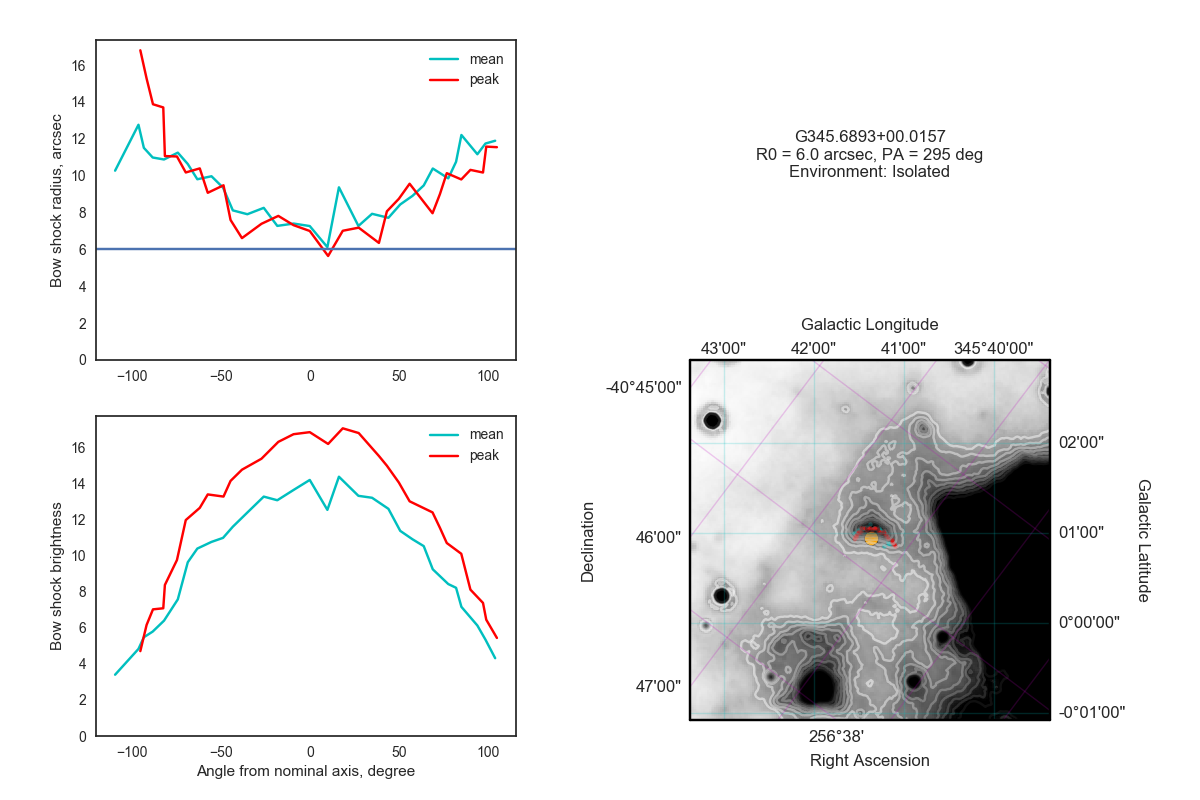 mean
peak
16
14
12
10
8
6
4
2
0
Bow shock radius, arcsec
−100
−50
0
50
100
mean
peak
16
14
12
10
8
6
4
2
0
Bow shock brightness
−100
−50
0
50
100
Angle from nominal axis, degree
G345.6893+00.0157
R0 = 6.0 arcsec, PA = 295 deg
Environment: Isolated
Galactic Longitude
43'00" 42'00" 41'00" 345°40'00"
-40°45'00"
46'00"
47'00"
Declination
02'00"
01'00"
0°00'00"
-0°01'00"
Galactic Latitude
256°38'
Right Ascension